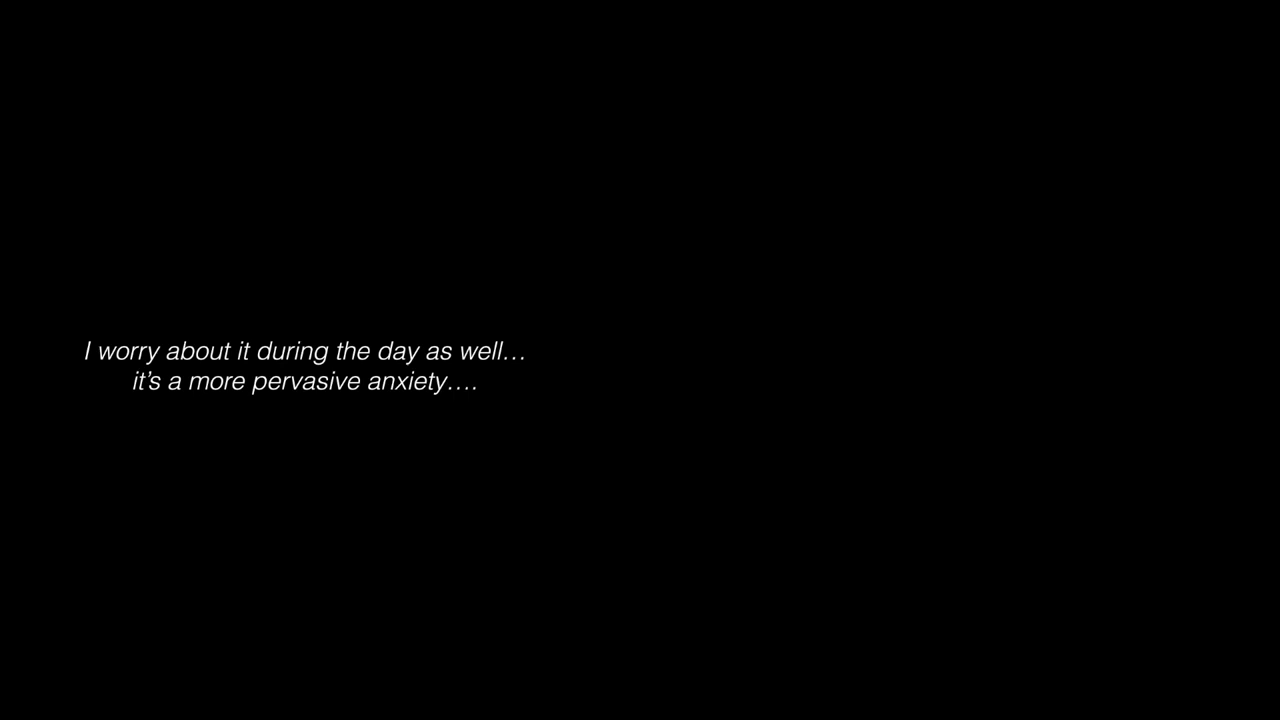 I worry about it during the day as well…
it’s a more pervasive anxiety….